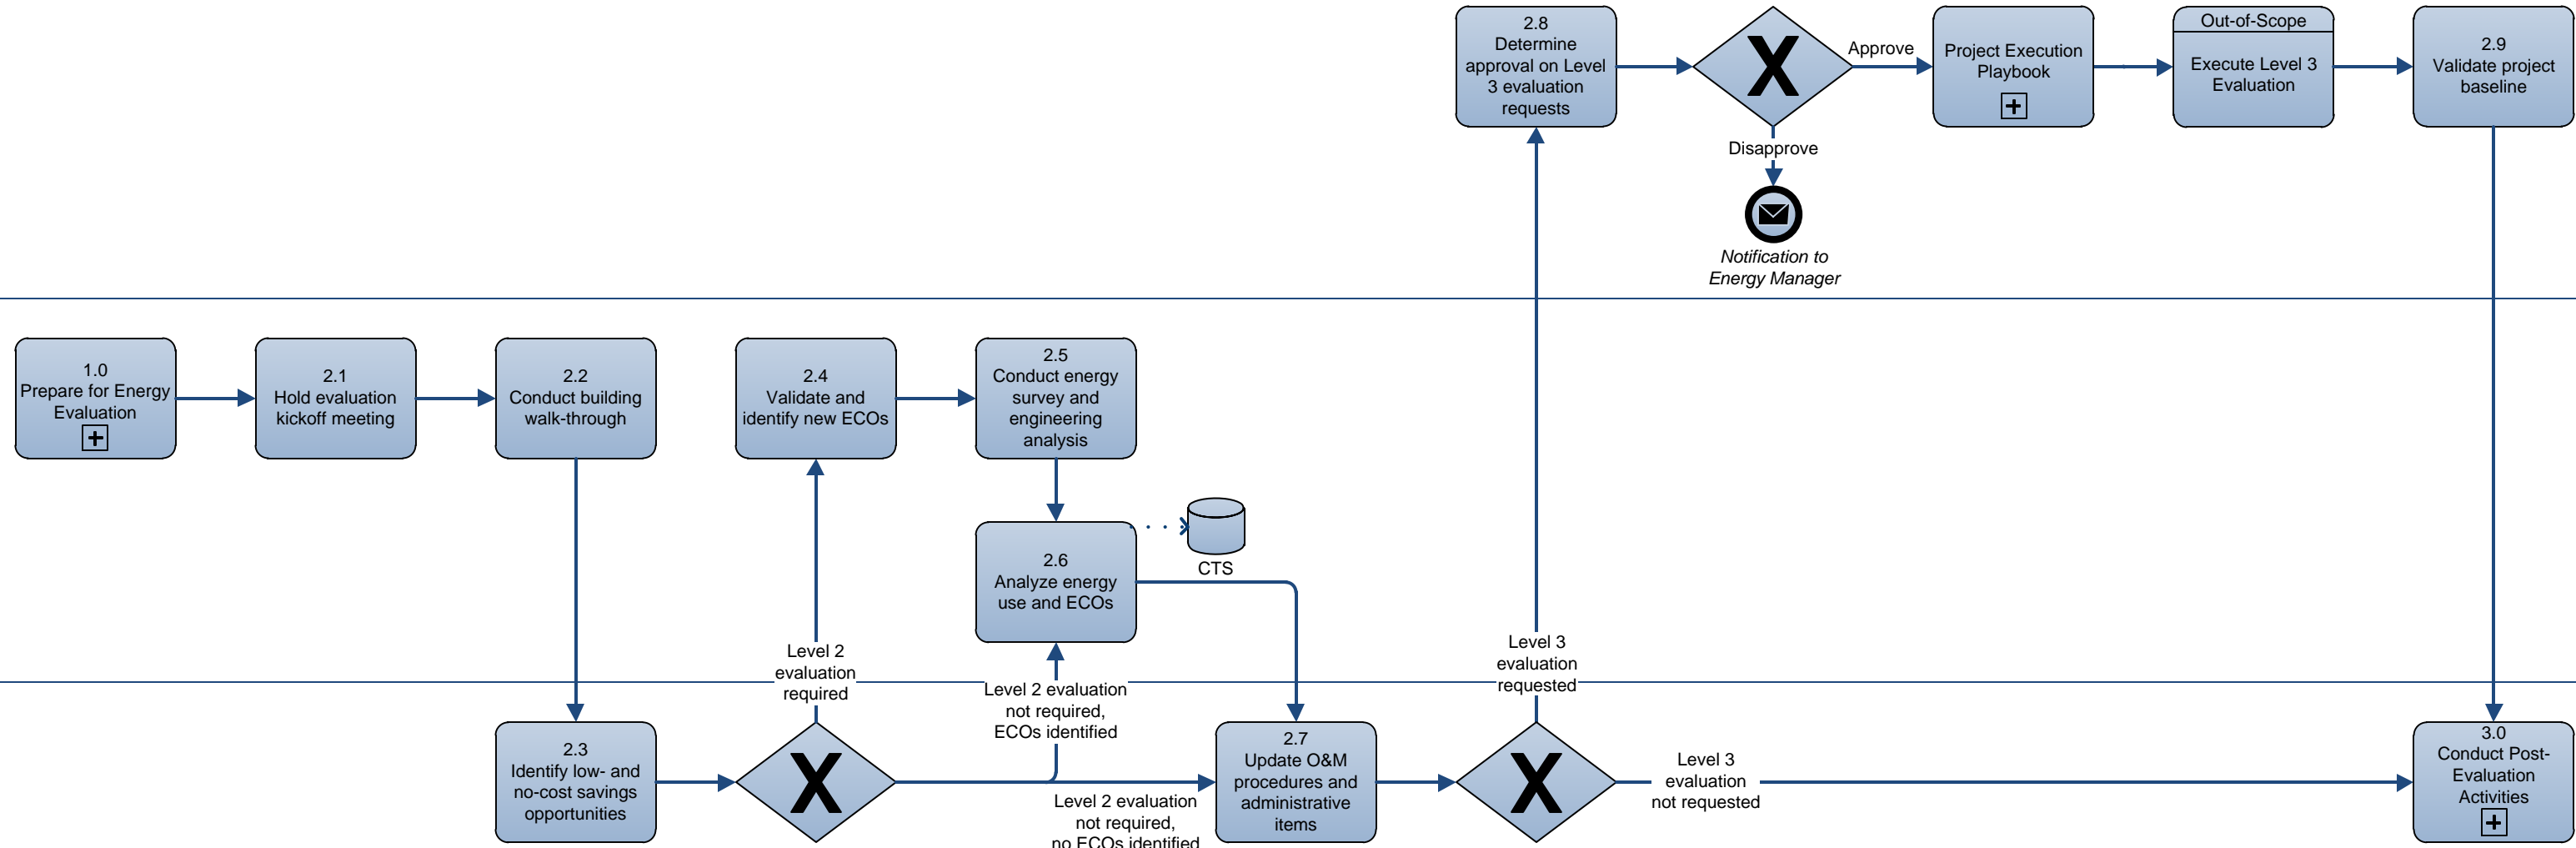 2.8
Determine
approval on Level
3 evaluation
requests
X
Approve
Disapprove
Notification to
Energy Manager
Project Execution
Playbook
Out-of-Scope
Execute Level 3
Evaluation
2.9
Validate project
baseline
1.0
Prepare for Energy
Evaluation
2.1
Hold evaluation
kickoff meeting
2.2
Conduct building
walk-through
2.4
Validate and
identify new ECOs
2.5
Conduct energy
survey and
engineering
analysis
2.6
Analyze energy
use and ECOs
CTS
Level 2
evaluation
required
Level 2 evaluation
not required,
ECOs identified
Level 3
evaluation
requested
2.3
Identify low- and
no-cost savings
opportunities
X
Level 2 evaluation
not required,
no ECOs identified
2.7
Update O&M
procedures and
administrative
items
X
Level 3
evaluation
not requested
3.0
Conduct Post-
Evaluation
Activities